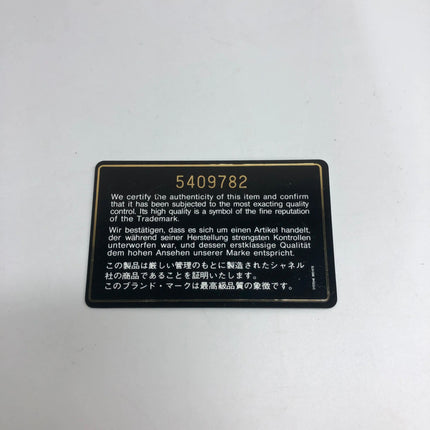 5409782
We certify the authenticity of this item and confirm
that it has been subjected to the most exacting quality
control. Its high quality is a symbol of the fine reputation
of the Trademark.
Wir bestätigen, dass es sich um einen Artikel handelt,
der während seiner Herstellung strengsten Kontrollen
unterworfen war, und dessen erstklassige Qualität
dem hohen Ansehen unserer Marke entspricht.
この製品は厳しい管理のもとに製造されたシャネル
社の商品であることを証明いたします。
このブランド・マークは最高級品質の象徴です。